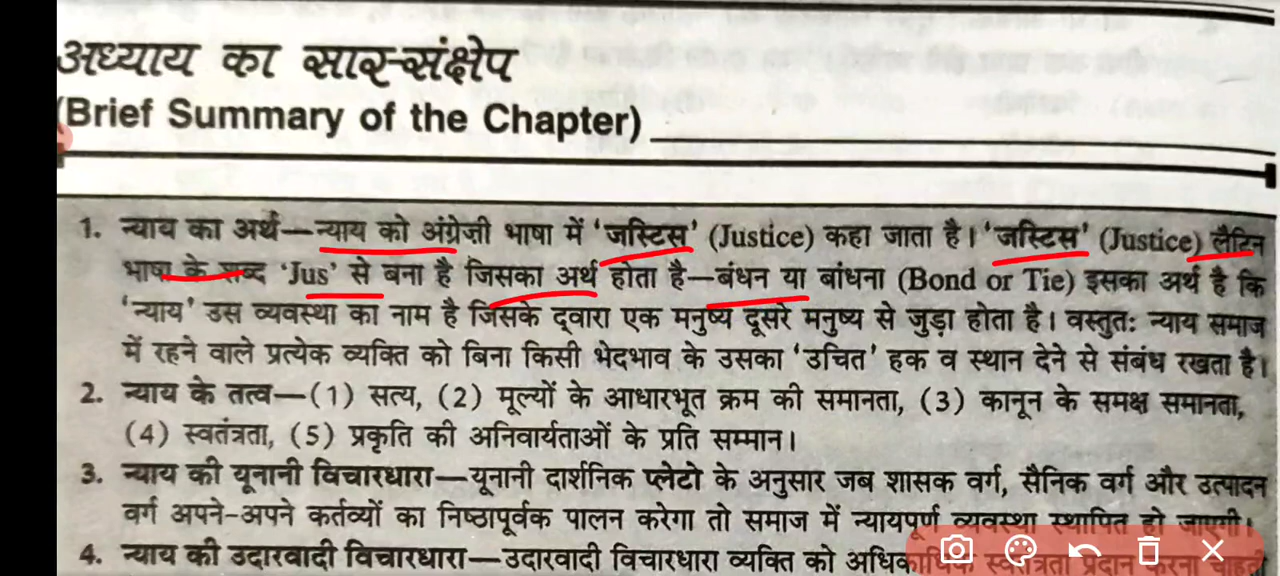 अध्याय का सार-संक्षेप
(Brief Summary of the Chapter)
1. न्याय का अर्थ—न्याय को अंग्रेज़ी भाषा में 'जस्टिस' (Justice) कहा जाता है। 'जस्टिस' (Justice) लैटिन
भाषा के शब्द 'Jus' से बना है जिसका अर्थ होता है—बंधन या बांधना (Bond or Tie) इसका अर्थ है कि
'न्याय' उस व्यवस्था का नाम है जिसके द्वारा एक मनुष्य दूसरे मनुष्य से जुड़ा होता है। वस्तुतः न्याय समाज
में रहने वाले प्रत्येक व्यक्ति को बिना किसी भेदभाव के उसका 'उचित' हक व स्थान देने से संबंध रखता है।
2. न्याय के तत्व—(1) सत्य, (2) मूल्यों के आधारभूत क्रम की समानता, (3) कानून के समक्ष समानता,
(4) स्वतंत्रता, (5) प्रकृति की अनिवार्यताओं के प्रति सम्मान।
3. न्याय की यूनानी विचारधारा—यूनानी दार्शनिक प्लेटो के अनुसार जब शासक वर्ग, सैनिक वर्ग और उत्पादन
वर्ग अपने-अपने कर्तव्यों का निष्ठापूर्वक पालन करेगा तो समाज में न्यायपूर्ण व्यवस्था स्थापित हो जाएगी।
4. न्याय की उदारवादी विचारधारा—उदारवादी विचारधारा व्यक्ति को अधिकाधिक स्वतंत्रता प्रदान करना चाहते